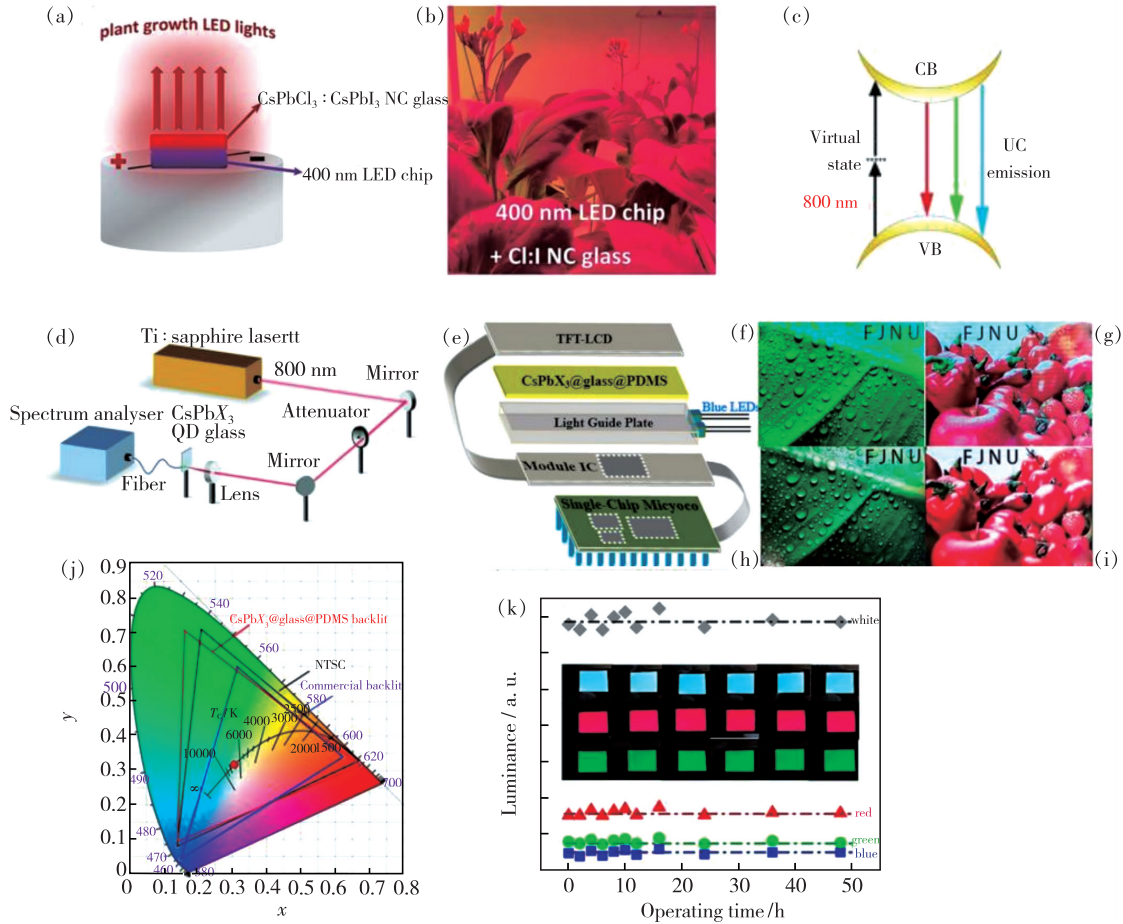 (a)
plant growth LED lights
CsPbCl₃ : CsPbI₃ NC glass
+
−
400 nm LED chip
(b)
400 nm LED chip
+ Cl:I NC glass
(c)
CB
Virtual
state
800 nm
UC
emission
VB
(d)
Ti : sapphire lasertt
800 nm
Mirror
Attenuator
Spectrum analyser
CsPbX₃
QD glass
Mirror
Fiber
Lens
(e)
TFT-LCD
CsPbX₃@glass@PDMS
Blue LEDs
Light Guide Plate
Module IC
Single-Chip Micyoco
(f)
FJNU
FJNU
(g)
(h)
FJNU
FJNU
(i)
(j)
0.9
0.8
0.7
0.6
0.5
0.4
0.3
0.2
0.1
0
y
520
540
CsPbX₃@glass@PDMS backlit
560
NTSC
500
Commercial backlit
580
2500
T_C/K
4000
3000
6000
600
2000
1500
10000
620
490
∞
700
480
470
460
380
0
0.1
0.2
0.3
0.4
0.5
0.6
0.7
0.8
x
(k)
white
Luminance / a. u.
red
green
blue
0
10
20
30
40
50
Operating time /h